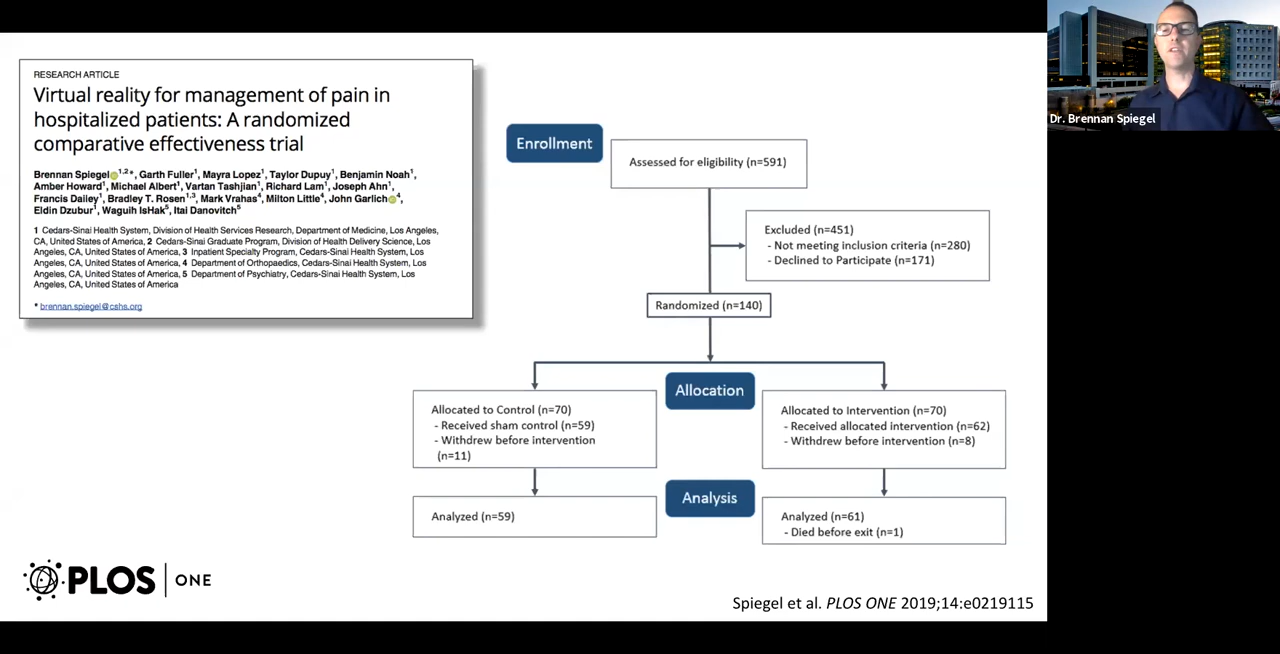 RESEARCH ARTICLE
Virtual reality for management of pain in
hospitalized patients: A randomized
comparative effectiveness trial
Brennan Spiegel1,2*, Garth Fuller1, Mayra Lopez1, Taylor Dupuy1, Benjamin Noah1,
Amber Howard1, Michael Albert1, Vartan Tashjian1, Richard Lam1, Joseph Ahn1,
Francis Dailey1, Bradley T. Rosen1,3, Mark Vrahas4, Milton Little4, John Garlich4,
Eldin Dzubur1, Waguih IsHak5, Itai Danovitch5
1 Cedars-Sinai Health System, Division of Health Services Research, Department of Medicine, Los Angeles,
CA, United States of America, 2 Cedars-Sinai Graduate Program, Division of Health Delivery Science, Los
Angeles, CA, United States of America, 3 Inpatient Specialty Program, Cedars-Sinai Health System, Los
Angeles, CA, United States of America, 4 Department of Orthopaedics, Cedars-Sinai Health System, Los
Angeles, CA, United States of America, 5 Department of Psychiatry, Cedars-Sinai Health System, Los
Angeles, CA, United States of America
* brennan.spiegel@cshs.org
Enrollment
Assessed for eligibility (n=591)
Excluded (n=451)
- Not meeting inclusion criteria (n=280)
- Declined to Participate (n=171)
Randomized (n=140)
Allocation
Allocated to Control (n=70)
- Received sham control (n=59)
- Withdrew before intervention
(n=11)
Allocated to Intervention (n=70)
- Received allocated intervention (n=62)
- Withdrew before intervention (n=8)
Analysis
Analyzed (n=59)
Analyzed (n=61)
- Died before exit (n=1)
PLOS ONE
Spiegel et al. PLOS ONE 2019;14:e0219115
Dr. Brennan Spiegel